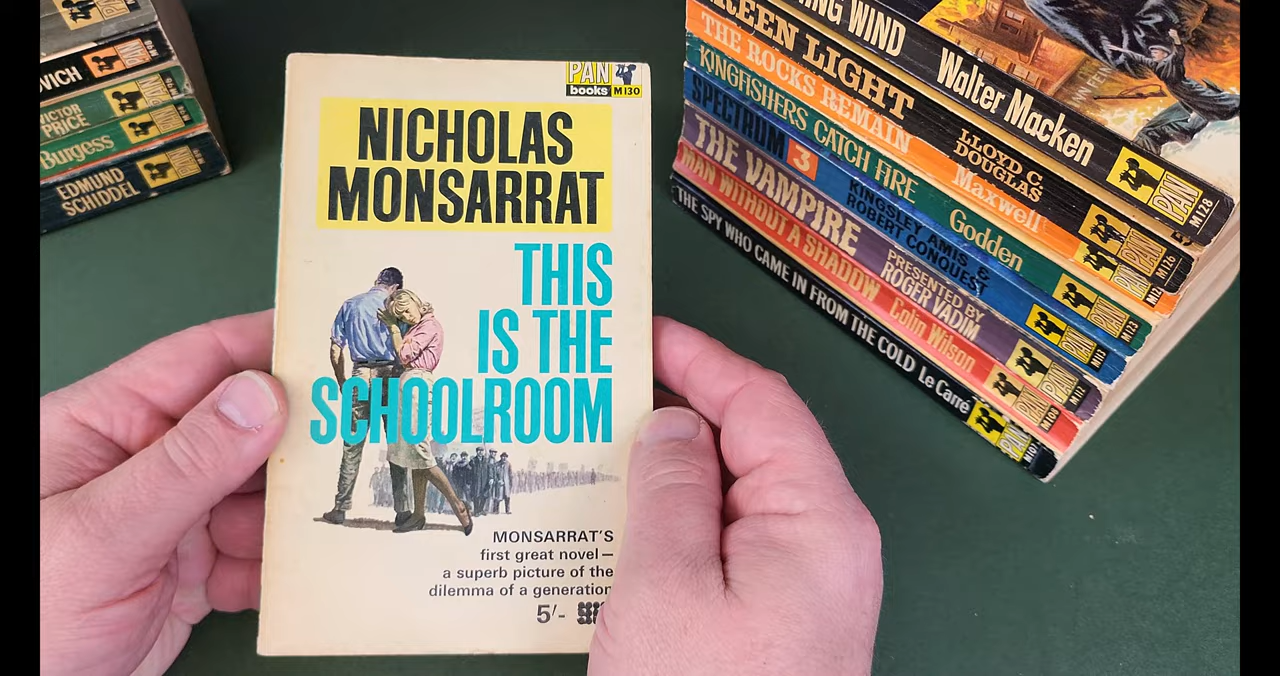 OVICH
VICTOR
PRICE
Burgess
EDMUND
SCHIDDEL
PAN
books M130
NICHOLAS
MONSARRAT
THIS
IS THE
SCHOOLROOM
MONSARRAT'S
first great novel—
a superb picture of the
dilemma of a generation
5/-
WIND Walter Macken PAN M128
GREEN LIGHT LLOYD C. DOUGLAS PAN M126
THE ROCKS REMAIN Maxwell PAN
KINGFISHERS CATCH FIRE Godden PAN M123
SPECTRUM 3 KINGSLEY AMIS & ROBERT CONQUEST PAN
THE VAMPIRE PRESENTED BY ROGER VADIM PAN
MAN WITHOUT A SHADOW Colin Wilson PAN M108
THE SPY WHO CAME IN FROM THE COLD Le Carré PAN